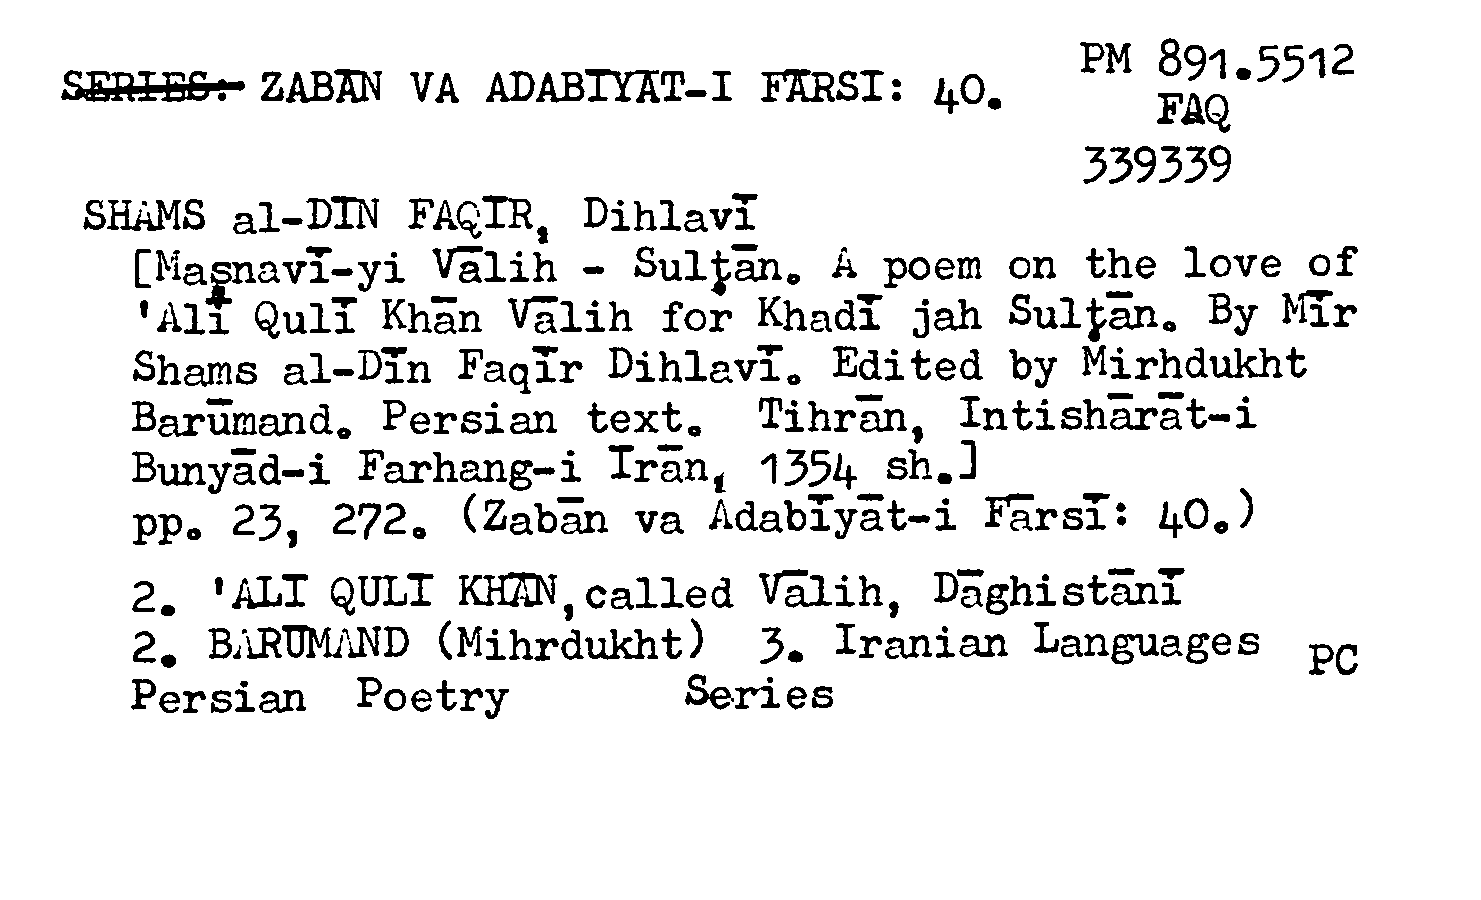 SERIES: ZABĀN VA ADABĪYĀT-I FĀRSI: 40.
PM 891.5512
FAQ
339339
SHAMS al-DĪN FAQĪR, Dihlavī
[Maṣnavī-yi Vālih - Sulṭān. A poem on the love of
'Alī Qulī Khān Vālih for Khadī jah Sulṭān. By Mīr
Shams al-Dīn Faqīr Dihlavī. Edited by Mirhdukht
Barūmand. Persian text. Tihrān, Intishārāt-i
Bunyād-i Farhang-i Īrān, 1354 sh.]
pp. 23, 272. (Zabān va Adabīyāt-i Fārsī: 40.)
2. 'ALĪ QULĪ KHĀN, called Vālih, Dāghistānī
2. BARŪMAND (Mihrdukht) 3. Iranian Languages
PC
Persian Poetry Series